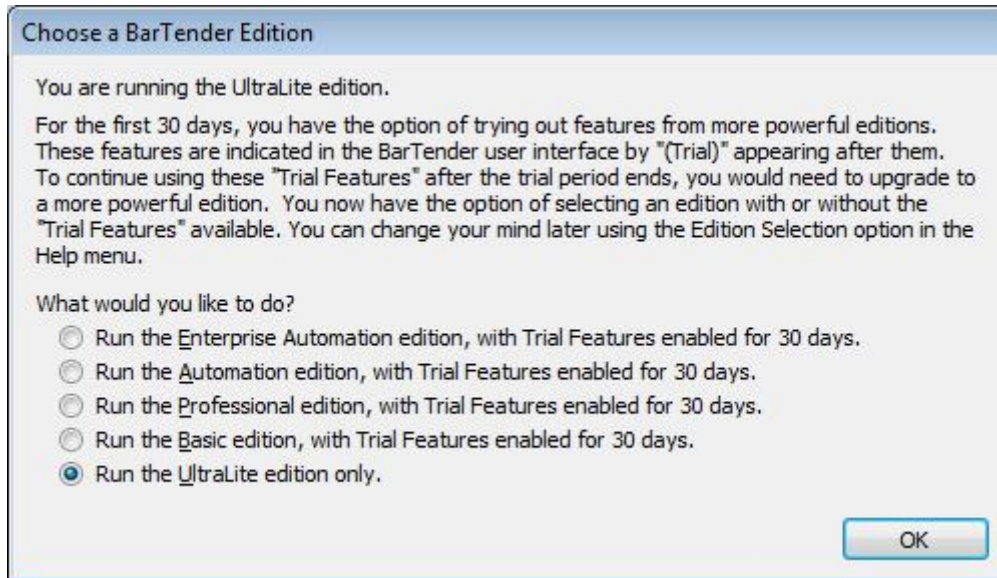 Choose a BarTender Edition
You are running the UltraLite edition.
For the first 30 days, you have the option of trying out features from more powerful editions.
These features are indicated in the BarTender user interface by "(Trial)" appearing after them.
To continue using these "Trial Features" after the trial period ends, you would need to upgrade to
a more powerful edition.  You now have the option of selecting an edition with or without the
"Trial Features" available. You can change your mind later using the Edition Selection option in the
Help menu.
What would you like to do?
Run the Enterprise Automation edition, with Trial Features enabled for 30 days.
Run the Automation edition, with Trial Features enabled for 30 days.
Run the Professional edition, with Trial Features enabled for 30 days.
Run the Basic edition, with Trial Features enabled for 30 days.
Run the UltraLite edition only.
OK